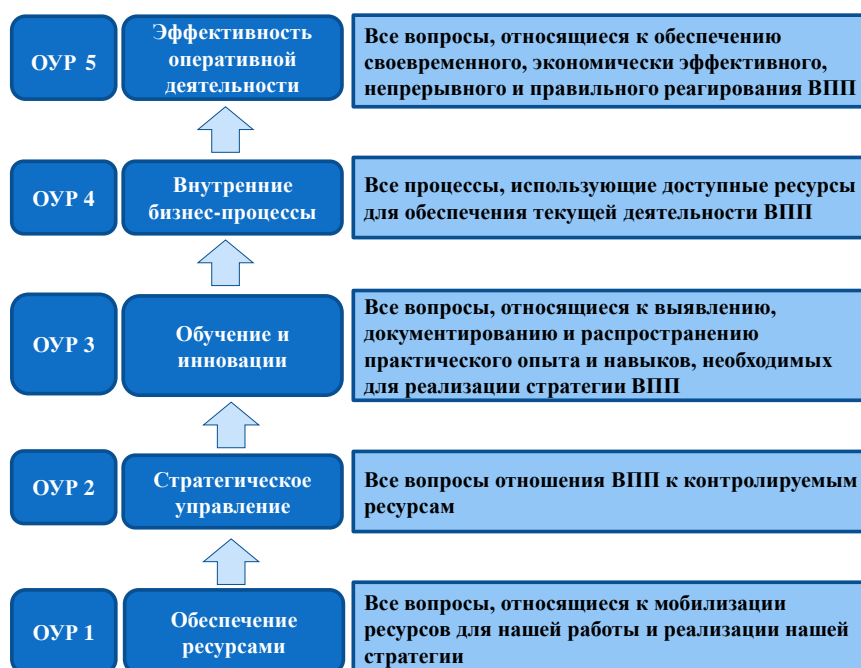 ОУР 5
Эффективность
оперативной
деятельности
Все вопросы, относящиеся к обеспечению
своевременного, экономически эффективного,
непрерывного и правильного реагирования ВПП
ОУР 4
Внутренние
бизнес-процессы
Все процессы, использующие доступные ресурсы
для обеспечения текущей деятельности ВПП
ОУР 3
Обучение и
инновации
Все вопросы, относящиеся к выявлению,
документированию и распространению
практического опыта и навыков, необходимых
для реализации стратегии ВПП
ОУР 2
Стратегическое
управление
Все вопросы отношения ВПП к контролируемым
ресурсам
ОУР 1
Обеспечение
ресурсами
Все вопросы, относящиеся к мобилизации
ресурсов для нашей работы и реализации нашей
стратегии